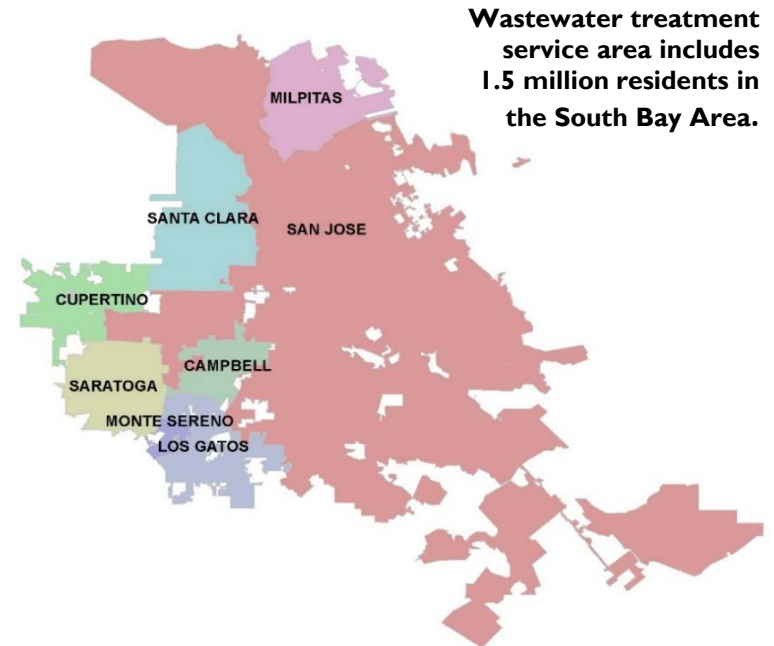 Wastewater treatment
service area includes
1.5 million residents in
the South Bay Area.
MILPITAS
SANTA CLARA
SAN JOSE
CUPERTINO
CAMPBELL
SARATOGA
MONTE SERENO
LOS GATOS